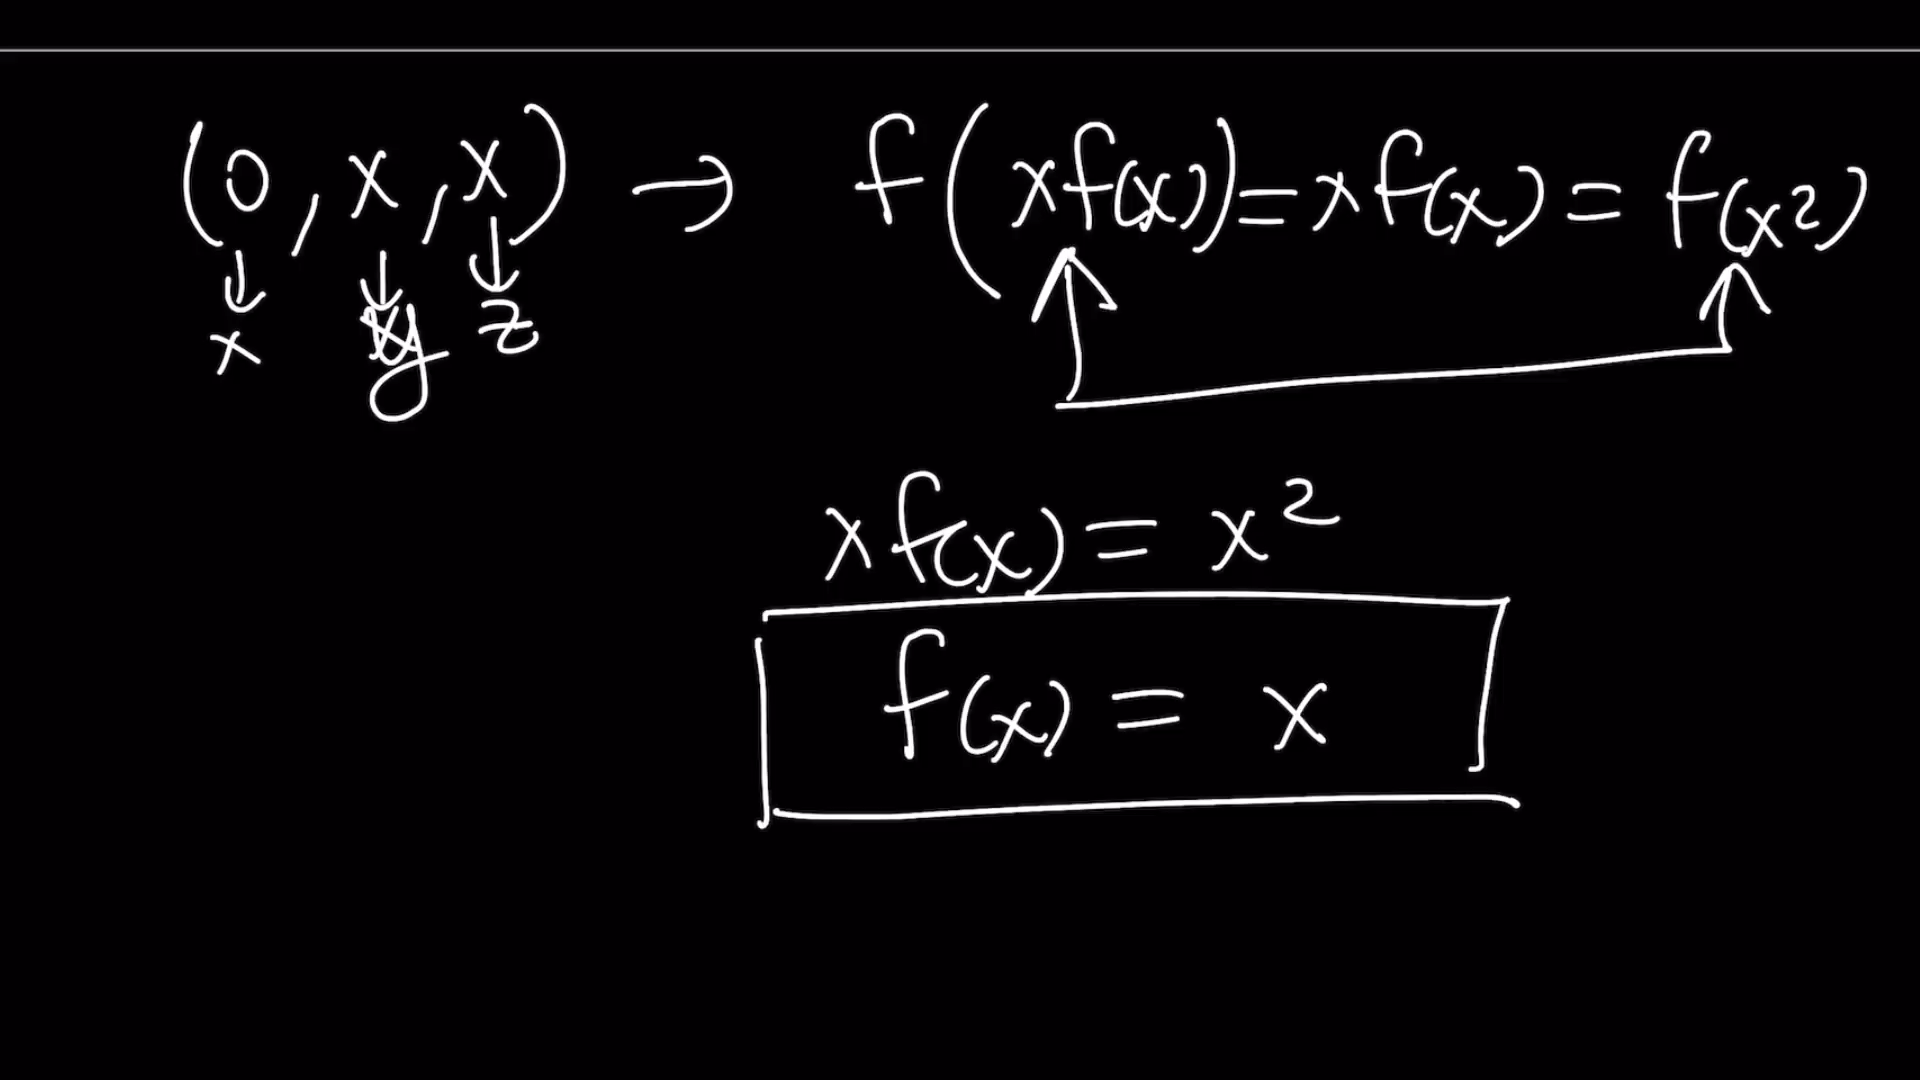 (0, x, x) → f(xf(x)) = xf(x) = f(x²)
↓ ↓ ↓
x y z
xf(x) = x²
f(x) = x